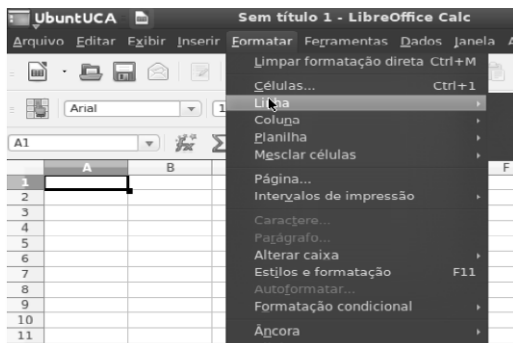 UbuntUCA Sem título 1 - LibreOffice Calc
Arquivo Editar Exibir Inserir Formatar Ferramentas Dados Janela A
Limpar formatação direta Ctrl+M
Células... Ctrl+1
Linha
Coluna
Planilha
Mesclar células
Página...
Intervalos de impressão
Caractere...
Parágrafo...
Alterar caixa
Estilos e formatação F11
Autoformatar...
Formatação condicional
Âncora
Arial 1
A1
A B F
1
2
3
4
5
6
7
8
9
10
11